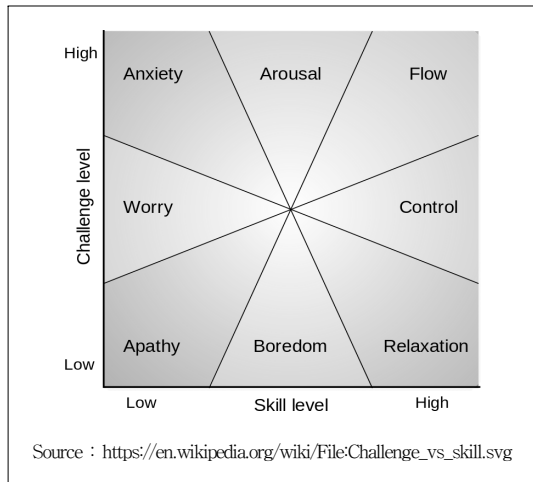 High
Anxiety Arousal Flow
Challenge level
Worry Control
Apathy Boredom Relaxation
Low
Low Skill level High
Source : https://en.wikipedia.org/wiki/File:Challenge_vs_skill.svg